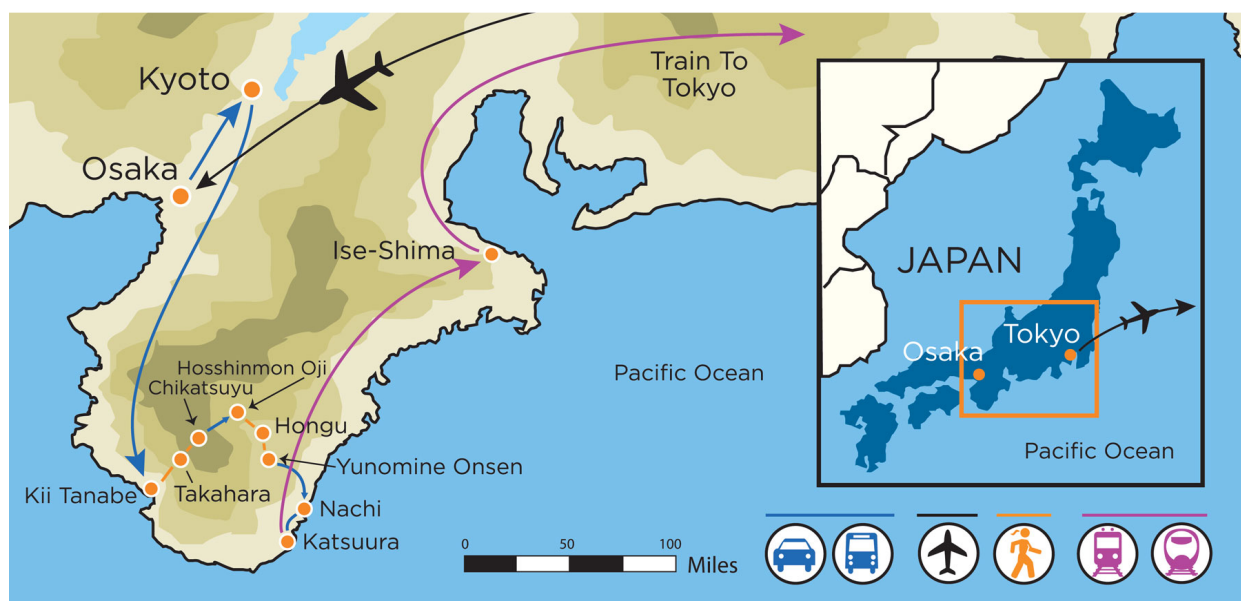 Train To
Tokyo
Kyoto
Osaka
Ise-Shima
JAPAN
Tokyo
Osaka
Pacific Ocean
Pacific Ocean
Hosshinmon Oji
Chikatsuyu
Hongu
Yunomine Onsen
Takahara
Kii Tanabe
Nachi
Katsuura
0 50 100
Miles